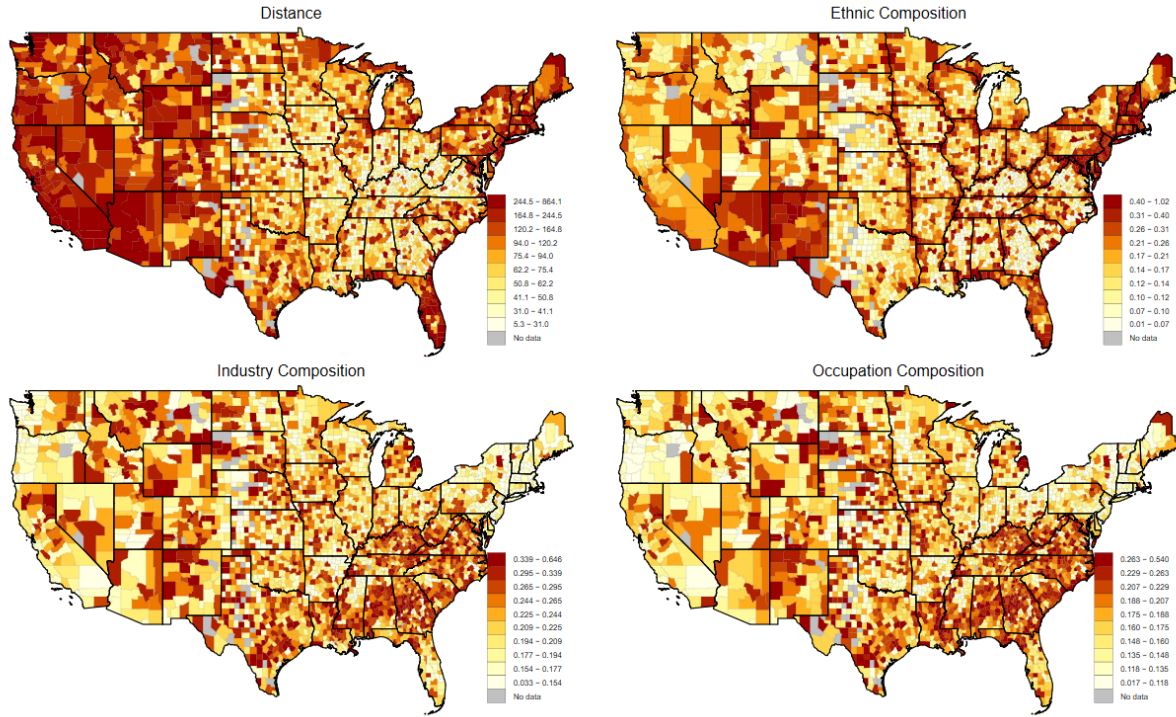 Distance
244.5 − 864.1
164.8 − 244.5
120.2 − 164.8
94.0 − 120.2
75.4 − 94.0
62.2 − 75.4
50.8 − 62.2
41.1 − 50.8
31.0 − 41.1
5.3 − 31.0
No data
Ethnic Composition
0.40 − 1.02
0.31 − 0.40
0.26 − 0.31
0.21 − 0.26
0.17 − 0.21
0.14 − 0.17
0.12 − 0.14
0.10 − 0.12
0.07 − 0.10
0.01 − 0.07
No data
Industry Composition
0.339 − 0.646
0.295 − 0.339
0.265 − 0.295
0.244 − 0.265
0.225 − 0.244
0.209 − 0.225
0.194 − 0.209
0.177 − 0.194
0.154 − 0.177
0.033 − 0.154
No data
Occupation Composition
0.263 − 0.540
0.229 − 0.263
0.207 − 0.229
0.188 − 0.207
0.175 − 0.188
0.160 − 0.175
0.148 − 0.160
0.135 − 0.148
0.118 − 0.135
0.017 − 0.118
No data